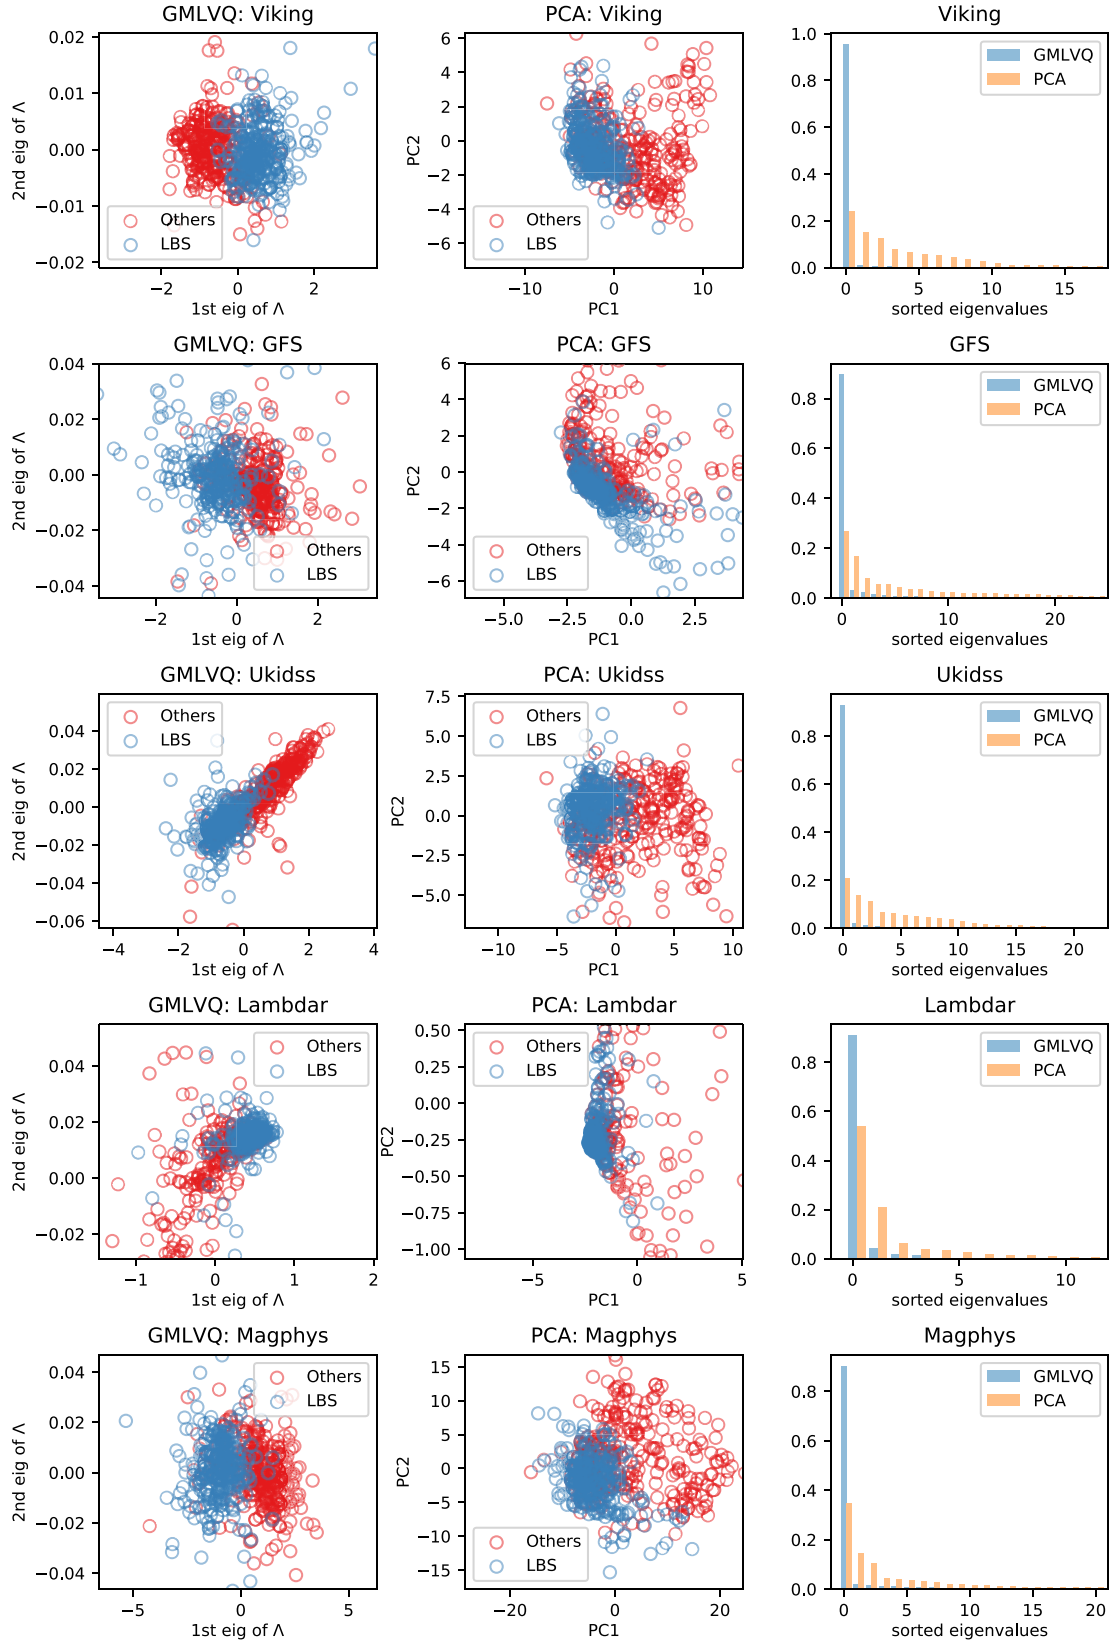 GMLVQ: Viking
PCA: Viking
Viking
0.02
0.01
0.00
−0.01
−0.02
2nd eig of Λ
Others
LBS
−2
0
2
1st eig of Λ
6
4
2
0
−2
−4
−6
PC2
Others
LBS
−10
0
10
PC1
1.0
0.8
0.6
0.4
0.2
0.0
GMLVQ
PCA
0
5
10
15
sorted eigenvalues
GMLVQ: GFS
PCA: GFS
GFS
0.04
0.02
0.00
−0.02
−0.04
2nd eig of Λ
Others
LBS
−2
0
2
1st eig of Λ
6
4
2
0
−2
−4
−6
PC2
Others
LBS
−5.0
−2.5
0.0
2.5
PC1
0.8
0.6
0.4
0.2
0.0
GMLVQ
PCA
0
10
20
sorted eigenvalues
GMLVQ: Ukidss
PCA: Ukidss
Ukidss
0.04
0.02
0.00
−0.02
−0.04
−0.06
2nd eig of Λ
Others
LBS
−4
−2
0
2
4
1st eig of Λ
7.5
5.0
2.5
0.0
−2.5
−5.0
PC2
Others
LBS
−10
−5
0
5
10
PC1
0.8
0.6
0.4
0.2
0.0
GMLVQ
PCA
0
5
10
15
20
sorted eigenvalues
GMLVQ: Lambdar
PCA: Lambdar
Lambdar
0.04
0.02
0.00
−0.02
2nd eig of Λ
Others
LBS
−1
0
1
2
1st eig of Λ
0.50
0.25
0.00
−0.25
−0.50
−0.75
−1.00
PC2
Others
LBS
−5
0
5
PC1
0.8
0.6
0.4
0.2
0.0
GMLVQ
PCA
0
5
10
sorted eigenvalues
GMLVQ: Magphys
PCA: Magphys
Magphys
0.04
0.02
0.00
−0.02
−0.04
2nd eig of Λ
Others
LBS
−5
0
5
1st eig of Λ
15
10
5
0
−5
−10
−15
PC2
Others
LBS
−20
0
20
PC1
0.8
0.6
0.4
0.2
0.0
GMLVQ
PCA
0
5
10
15
20
sorted eigenvalues